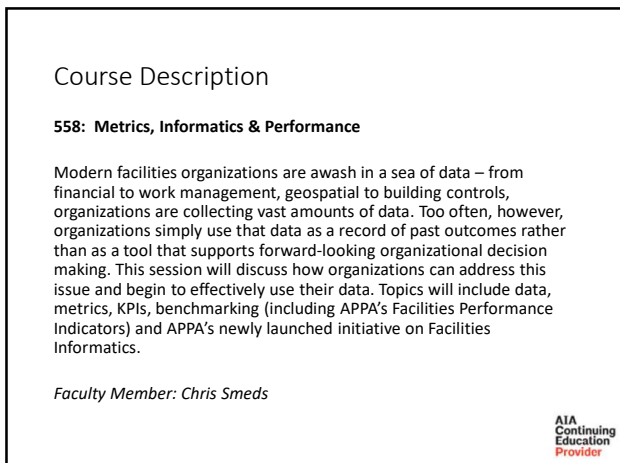 Course Description
558: Metrics, Informatics & Performance
Modern facilities organizations are awash in a sea of data – from
financial to work management, geospatial to building controls,
organizations are collecting vast amounts of data. Too often, however,
organizations simply use that data as a record of past outcomes rather
than as a tool that supports forward-looking organizational decision
making. This session will discuss how organizations can address this
issue and begin to effectively use their data. Topics will include data,
metrics, KPIs, benchmarking (including APPA's Facilities Performance
Indicators) and APPA's newly launched initiative on Facilities
Informatics.
Faculty Member: Chris Smeds
AIA
Continuing
Education
Provider